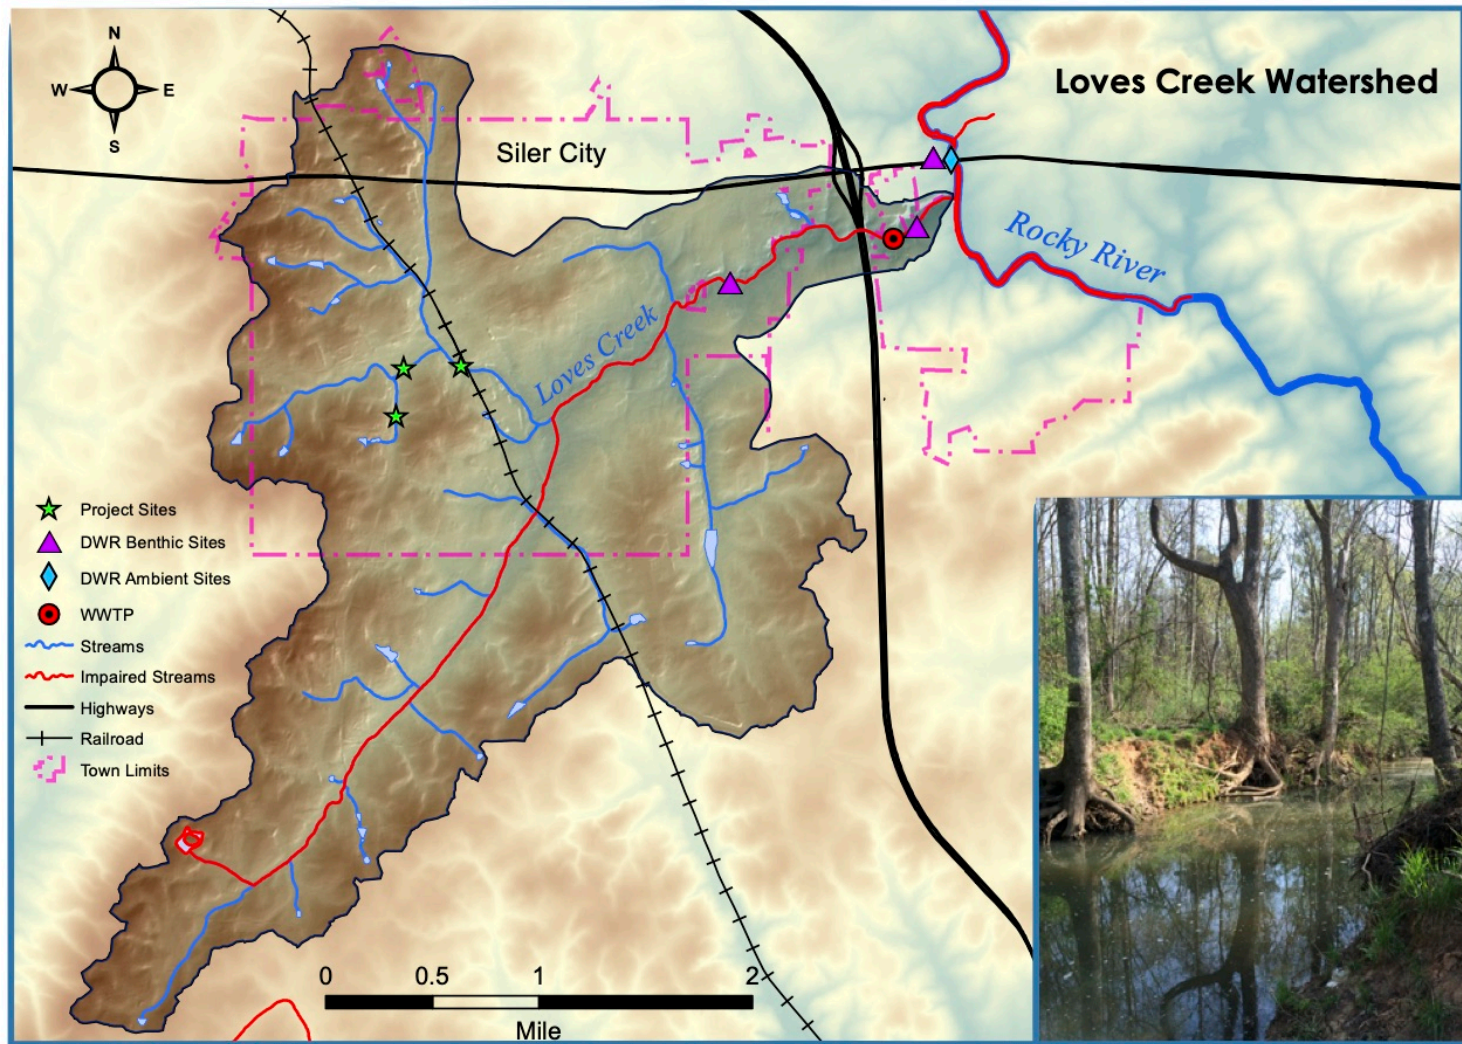 N
W E
S
Loves Creek Watershed
Siler City
Rocky River
Loves Creek
Project Sites
DWR Benthic Sites
DWR Ambient Sites
WWTP
Streams
Impaired Streams
Highways
Railroad
Town Limits
0 0.5 1 2
Mile